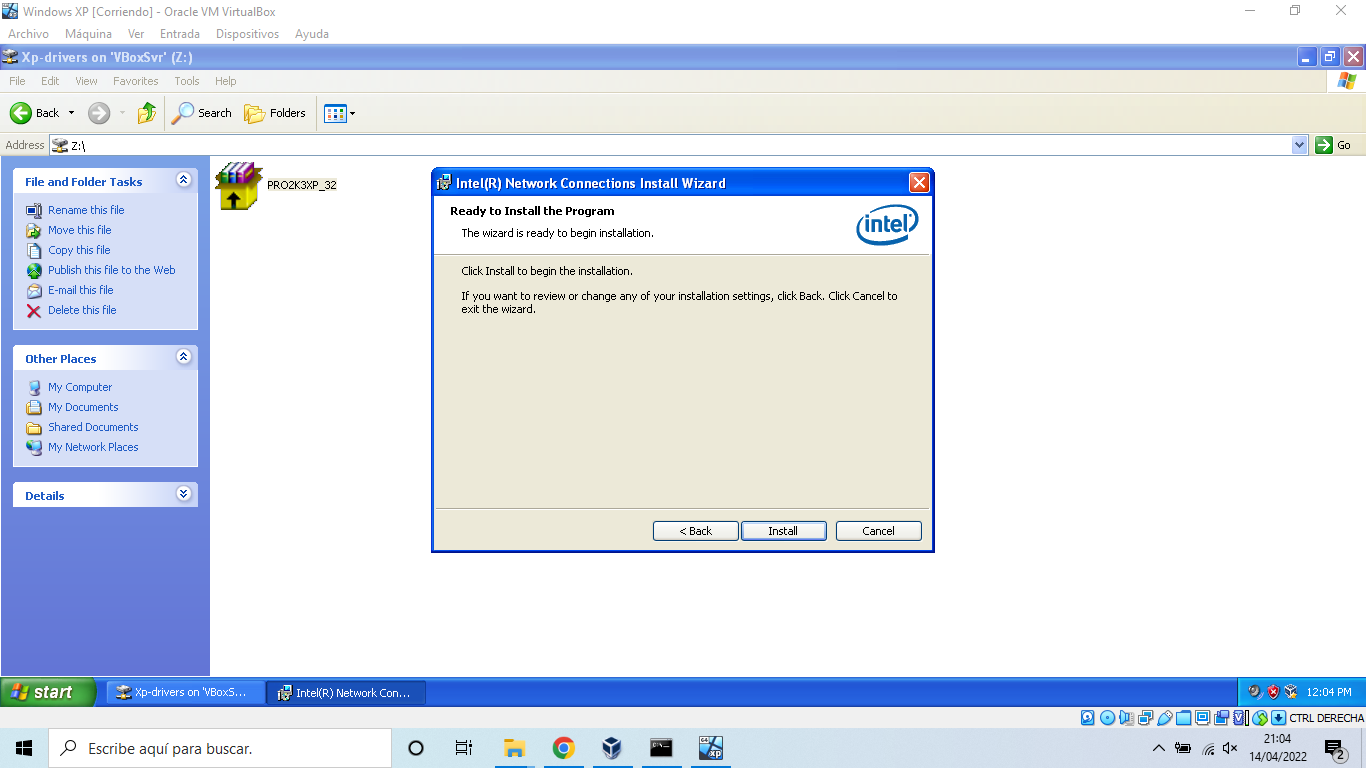 Windows XP [Corriendo] - Oracle VM VirtualBox
Archivo Máquina Ver Entrada Dispositivos Ayuda
Xp-drivers on 'VBoxSvr' (Z:)
File Edit View Favorites Tools Help
Back Search Folders
Address Z:\ Go
File and Folder Tasks
Rename this file
Move this file
Copy this file
Publish this file to the Web
E-mail this file
Delete this file
Other Places
My Computer
My Documents
Shared Documents
My Network Places
Details
PRO2K3XP_32
Intel(R) Network Connections Install Wizard
Ready to Install the Program
The wizard is ready to begin installation.
intel
Click Install to begin the installation.
If you want to review or change any of your installation settings, click Back. Click Cancel to
exit the wizard.
< Back Install Cancel
start Xp-drivers on 'VBoxS... Intel(R) Network Con... 12:04 PM
CTRL DERECHA
Escribe aquí para buscar.
64
xp
21:04
14/04/2022
2